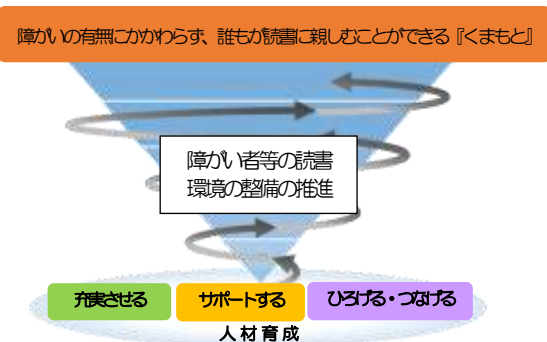 障がいの有無にかかわらず、誰もが読書に親しむことができる『くまもと』
障がい者等の読書
環境の整備の推進
充実させる
サポートする
ひろげる・つなげる
人材育成